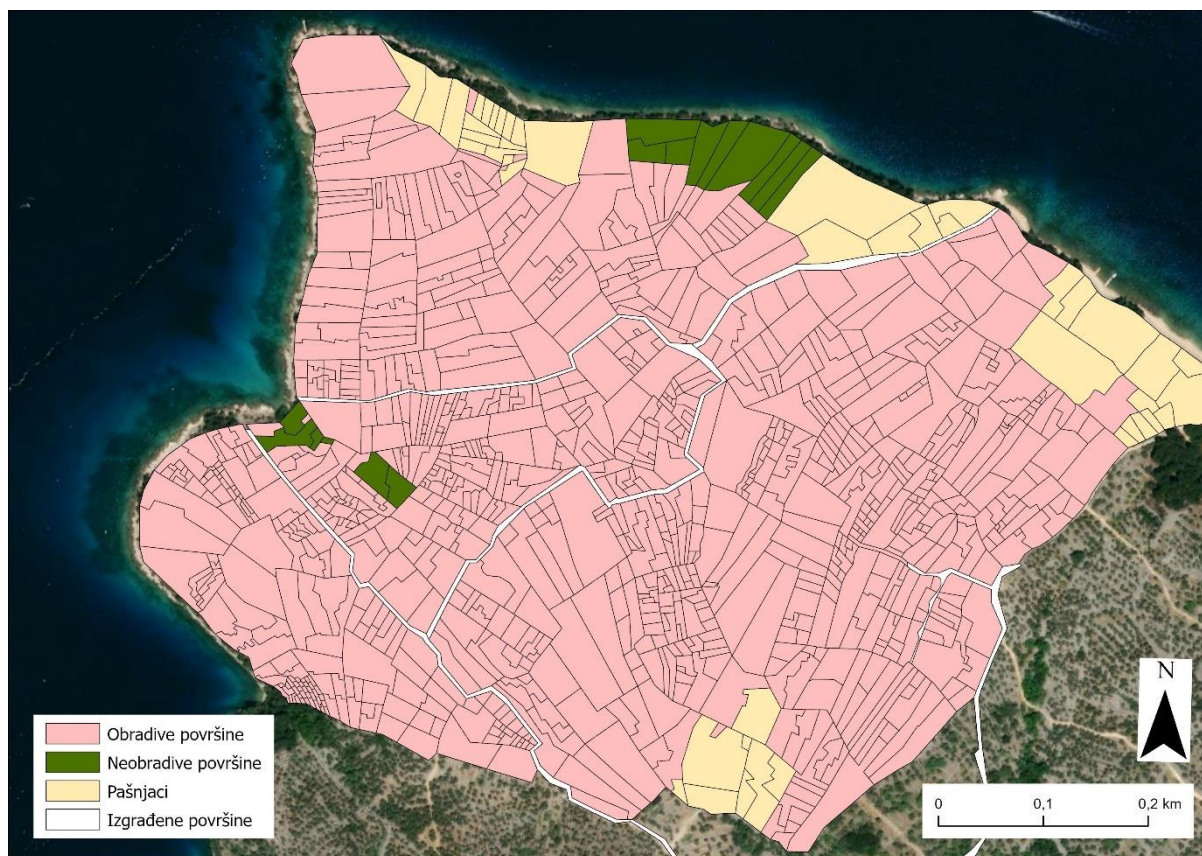 Obradive površine
Neobradive površine
Pašnjaci
Izgrađene površine
N
0 0,1 0,2 km